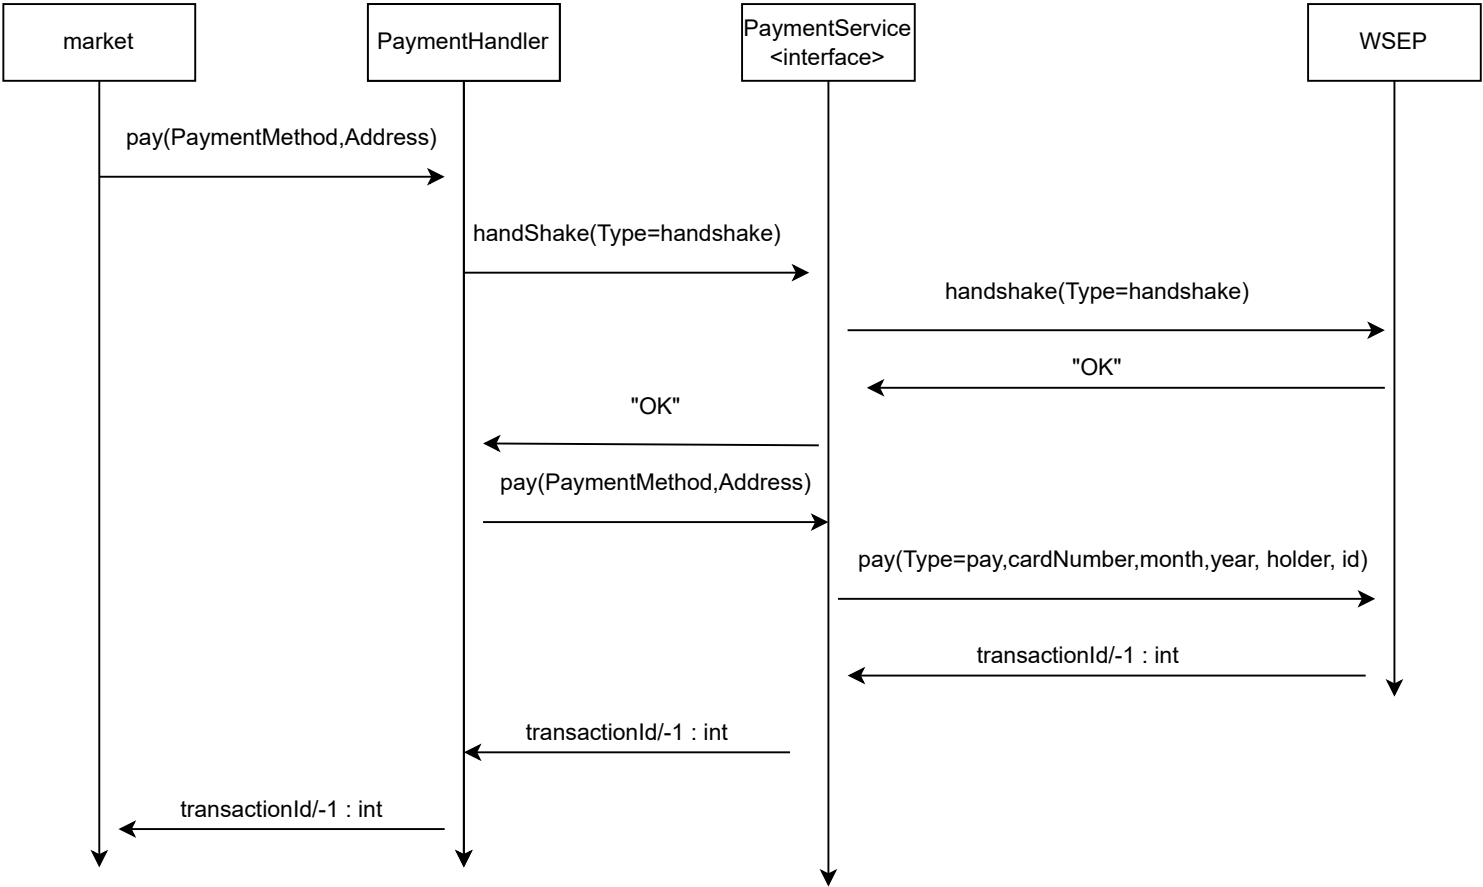 market
PaymentHandler
PaymentService
<interface>
WSEP
pay(PaymentMethod,Address)
handShake(Type=handshake)
handshake(Type=handshake)
"OK"
"OK"
pay(PaymentMethod,Address)
pay(Type=pay,cardNumber,month,year, holder, id)
transactionId/-1 : int
transactionId/-1 : int
transactionId/-1 : int